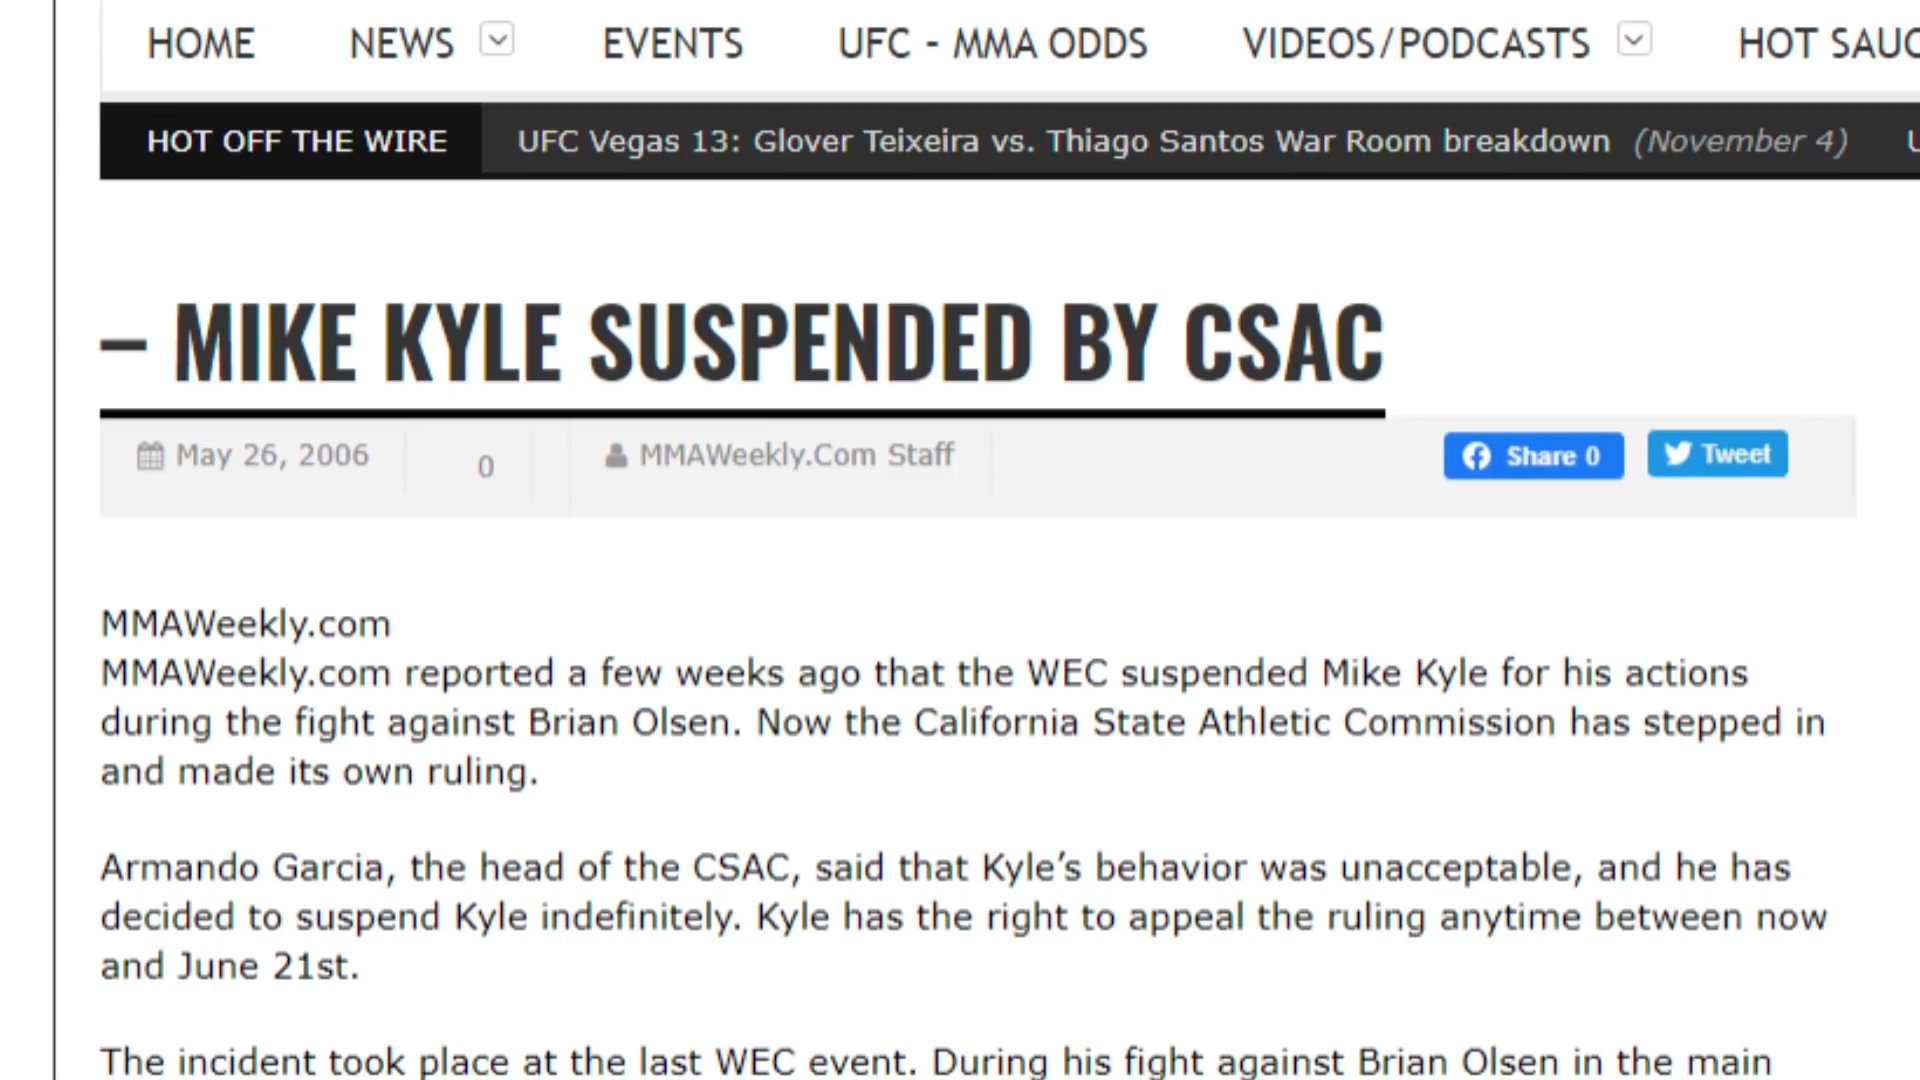 HOME NEWS EVENTS UFC - MMA ODDS VIDEOS/PODCASTS HOT SAUC
HOT OFF THE WIRE UFC Vegas 13: Glover Teixeira vs. Thiago Santos War Room breakdown (November 4) U
– MIKE KYLE SUSPENDED BY CSAC
May 26, 2006 0 MMAWeekly.Com Staff Share 0 Tweet
MMAWeekly.com
MMAWeekly.com reported a few weeks ago that the WEC suspended Mike Kyle for his actions
during the fight against Brian Olsen. Now the California State Athletic Commission has stepped in
and made its own ruling.
Armando Garcia, the head of the CSAC, said that Kyle’s behavior was unacceptable, and he has
decided to suspend Kyle indefinitely. Kyle has the right to appeal the ruling anytime between now
and June 21st.
The incident took place at the last WEC event. During his fight against Brian Olsen in the main